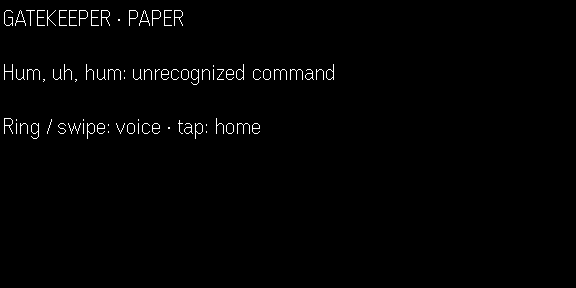 GATEKEEPER · PAPER
Hum, uh, hum: unrecognized command
Ring / swipe: voice · tap: home